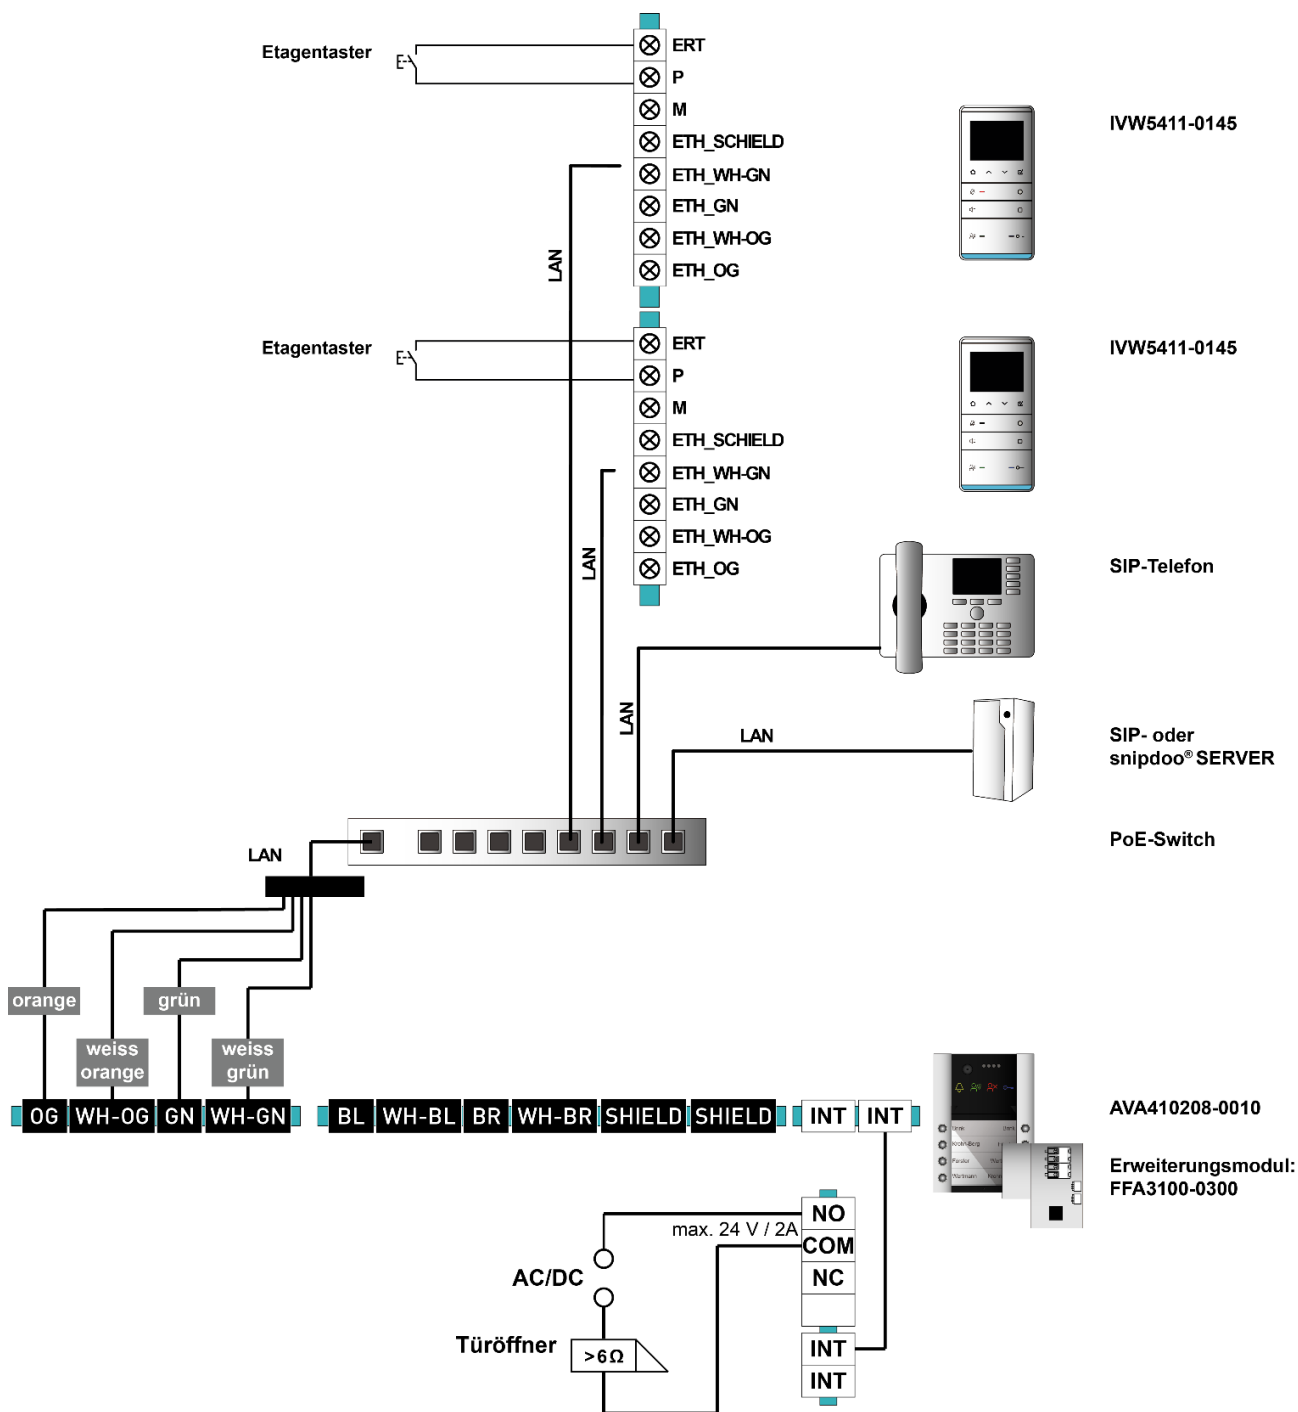 Etagentaster
ERT
P
M
ETH_SCHIELD
ETH_WH-GN
ETH_GN
ETH_WH-OG
ETH_OG
IVW5411-0145
LAN
Etagentaster
ERT
P
M
ETH_SCHIELD
ETH_WH-GN
ETH_GN
ETH_WH-OG
ETH_OG
IVW5411-0145
LAN
SIP-Telefon
LAN
LAN
SIP- oder
snipdoo® SERVER
PoE-Switch
LAN
orange
grün
weiss
orange
weiss
grün
OG
WH-OG
GN
WH-GN
BL
WH-BL
BR
WH-BR
SHIELD
SHIELD
INT
INT
AVA410208-0010
Erweiterungsmodul:
FFA3100-0300
NO
max. 24 V / 2A
COM
AC/DC
NC
Türöffner
>6Ω
INT
INT